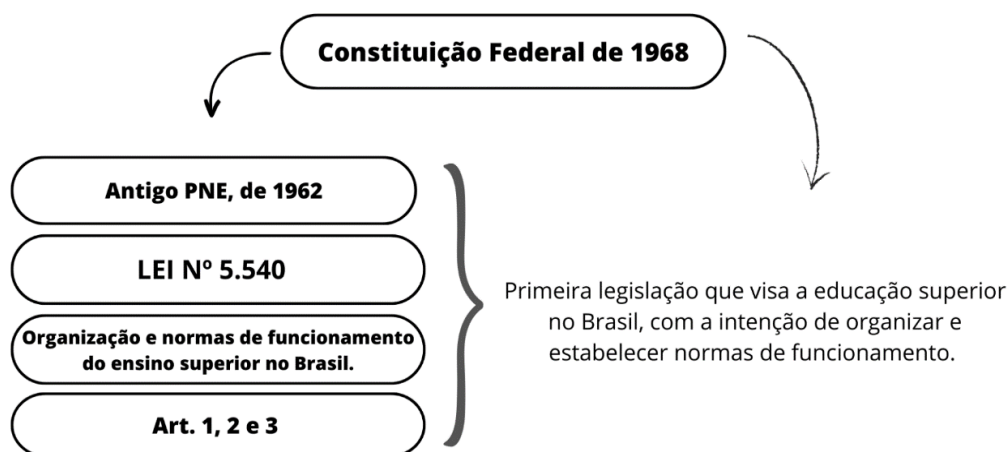 Constituição Federal de 1968
Antigo PNE, de 1962
LEI Nº 5.540
Organização e normas de funcionamento
do ensino superior no Brasil.
Art. 1, 2 e 3
Primeira legislação que visa a educação superior
no Brasil, com a intenção de organizar e
estabelecer normas de funcionamento.